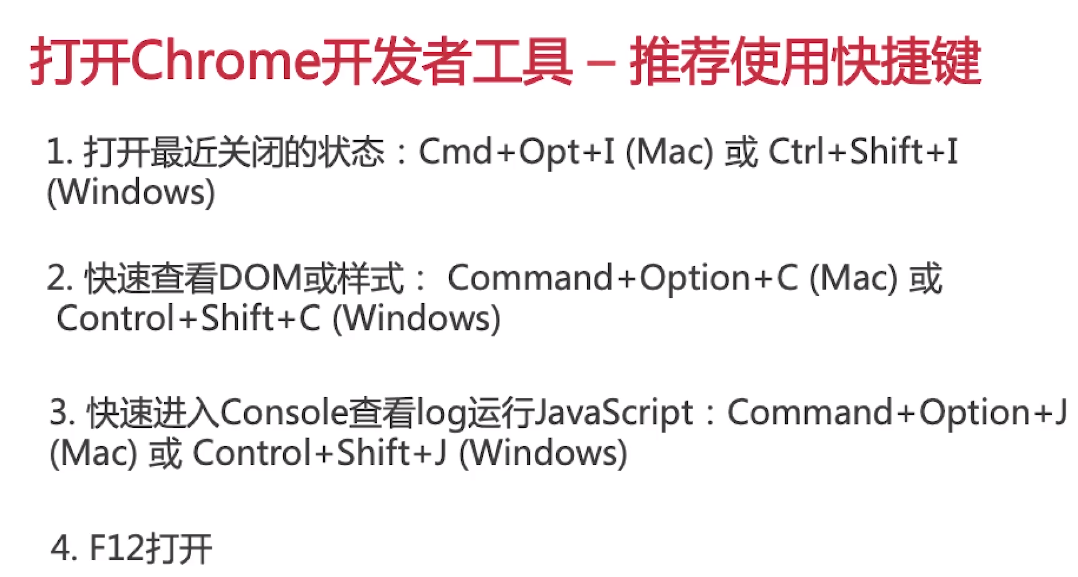 打开Chrome开发者工具 – 推荐使用快捷键
1. 打开最近关闭的状态：Cmd+Opt+I (Mac) 或 Ctrl+Shift+I
(Windows)
2. 快速查看DOM或样式： Command+Option+C (Mac) 或
Control+Shift+C (Windows)
3. 快速进入Console查看log运行JavaScript：Command+Option+J
(Mac) 或 Control+Shift+J (Windows)
4. F12打开